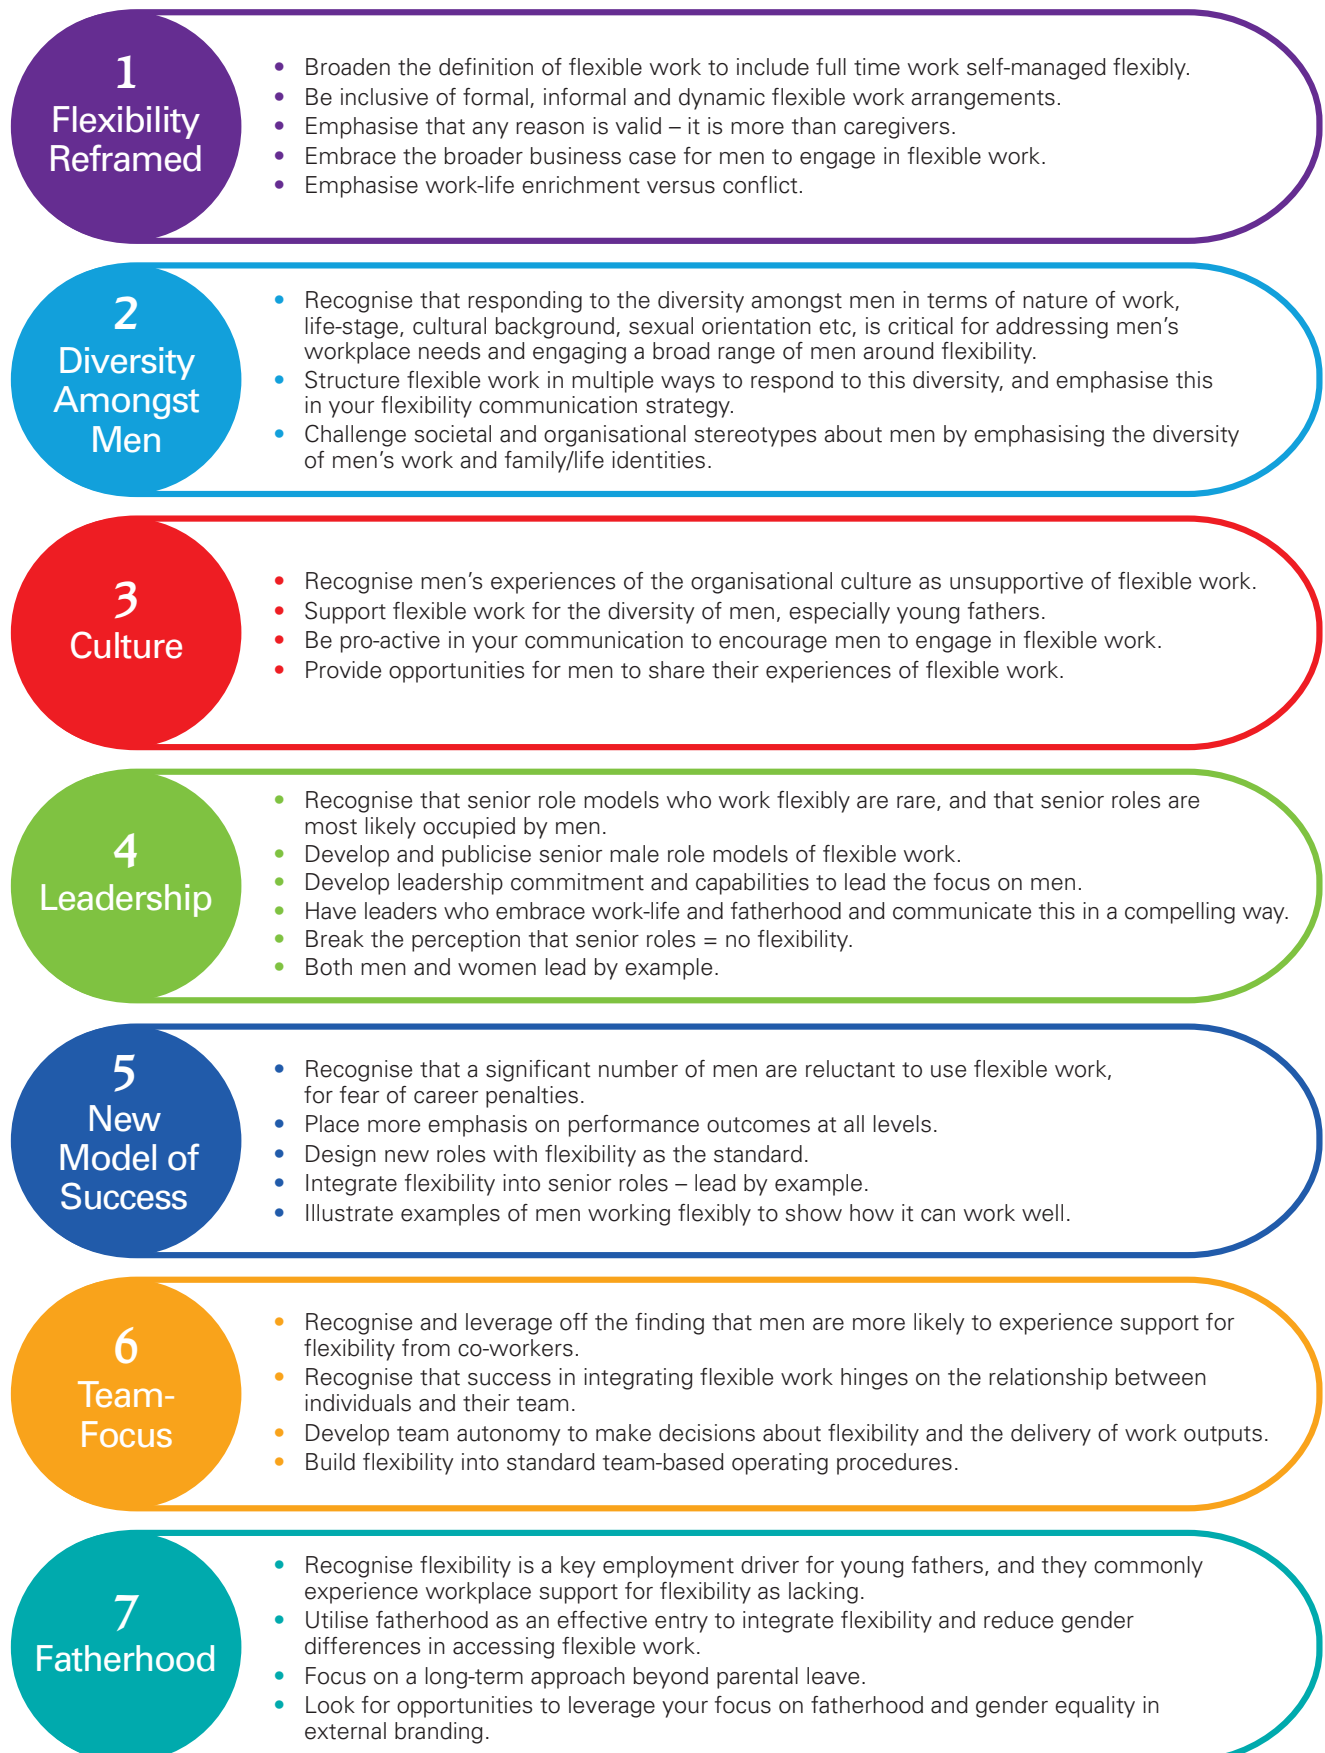 1
Flexibility
Reframed
• Broaden the definition of flexible work to include full time work self-managed flexibly.
• Be inclusive of formal, informal and dynamic flexible work arrangements.
• Emphasise that any reason is valid – it is more than caregivers.
• Embrace the broader business case for men to engage in flexible work.
• Emphasise work-life enrichment versus conflict.
2
Diversity
Amongst
Men
• Recognise that responding to the diversity amongst men in terms of nature of work,
life-stage, cultural background, sexual orientation etc, is critical for addressing men's
workplace needs and engaging a broad range of men around flexibility.
• Structure flexible work in multiple ways to respond to this diversity, and emphasise this
in your flexibility communication strategy.
• Challenge societal and organisational stereotypes about men by emphasising the diversity
of men's work and family/life identities.
3
Culture
• Recognise men's experiences of the organisational culture as unsupportive of flexible work.
• Support flexible work for the diversity of men, especially young fathers.
• Be pro-active in your communication to encourage men to engage in flexible work.
• Provide opportunities for men to share their experiences of flexible work.
4
Leadership
• Recognise that senior role models who work flexibly are rare, and that senior roles are
most likely occupied by men.
• Develop and publicise senior male role models of flexible work.
• Develop leadership commitment and capabilities to lead the focus on men.
• Have leaders who embrace work-life and fatherhood and communicate this in a compelling way.
• Break the perception that senior roles = no flexibility.
• Both men and women lead by example.
5
New
Model of
Success
• Recognise that a significant number of men are reluctant to use flexible work,
for fear of career penalties.
• Place more emphasis on performance outcomes at all levels.
• Design new roles with flexibility as the standard.
• Integrate flexibility into senior roles – lead by example.
• Illustrate examples of men working flexibly to show how it can work well.
6
Team-
Focus
• Recognise and leverage off the finding that men are more likely to experience support for
flexibility from co-workers.
• Recognise that success in integrating flexible work hinges on the relationship between
individuals and their team.
• Develop team autonomy to make decisions about flexibility and the delivery of work outputs.
• Build flexibility into standard team-based operating procedures.
7
Fatherhood
• Recognise flexibility is a key employment driver for young fathers, and they commonly
experience workplace support for flexibility as lacking.
• Utilise fatherhood as an effective entry to integrate flexibility and reduce gender
differences in accessing flexible work.
• Focus on a long-term approach beyond parental leave.
• Look for opportunities to leverage your focus on fatherhood and gender equality in
external branding.